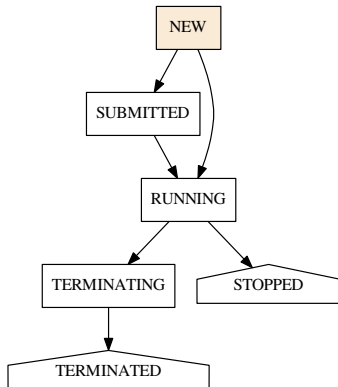 NEW
SUBMITTED
RUNNING
TERMINATING
STOPPED
TERMINATED